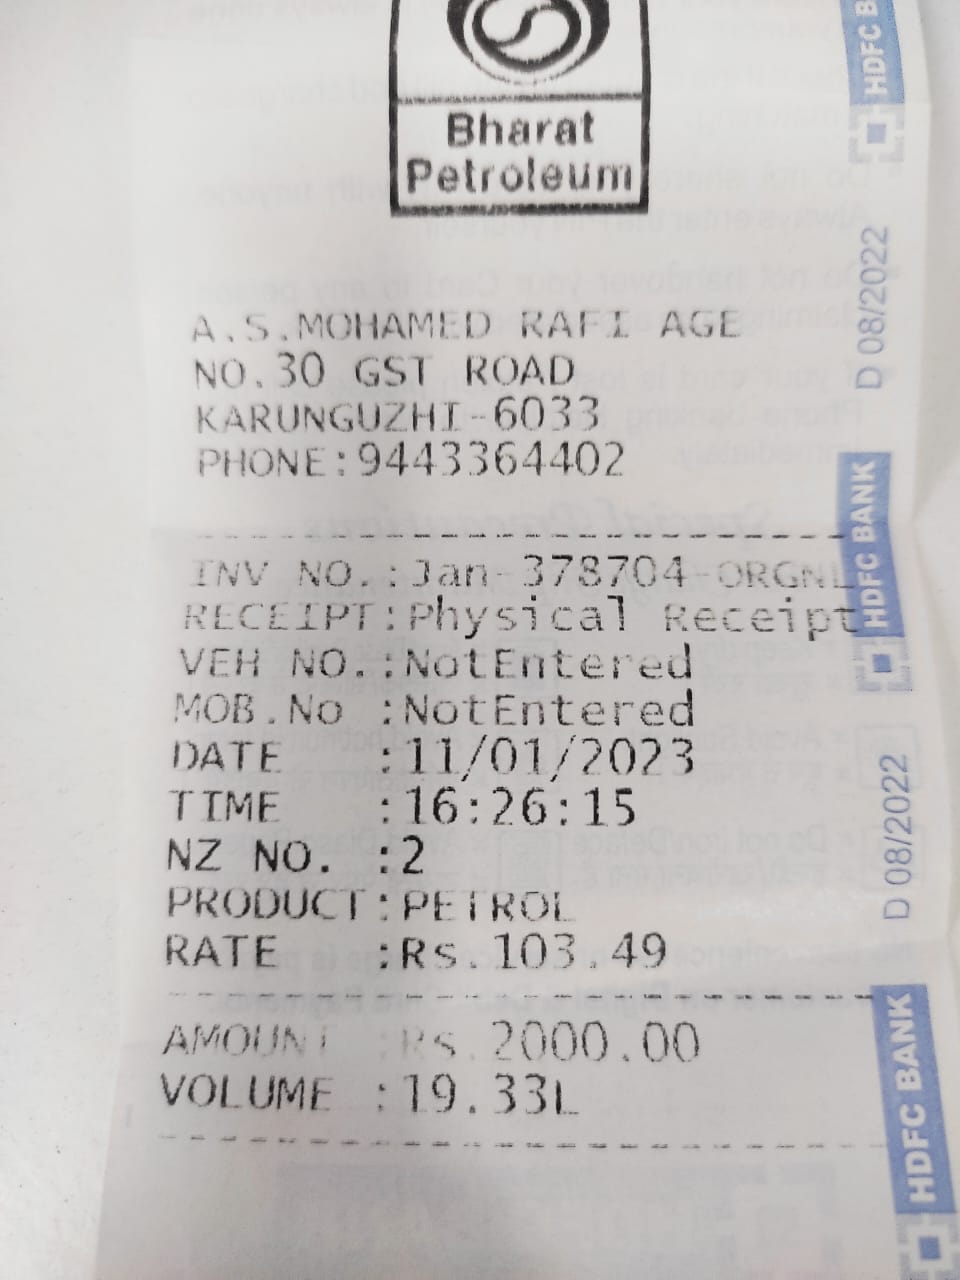 Bharat
Petroleum
A.S.MOHAMED RAFI AGE
NO.30 GST ROAD
KARUNGUZHI-6033
PHONE:9443364402
INV NO.:Jan- 378704-ORGNL
RECEIPT:Physical Receipt
VEH NO.:NotEntered
MOB.No :NotEntered
DATE :11/01/2023
TIME :16:26:15
NZ NO. :2
PRODUCT:PETROL
RATE :Rs.103.49
AMOUNT :Rs.2000.00
VOLUME :19.33L
HDFC B
D 08/2022
HDFC BANK
D 08/2022
HDFC BANK